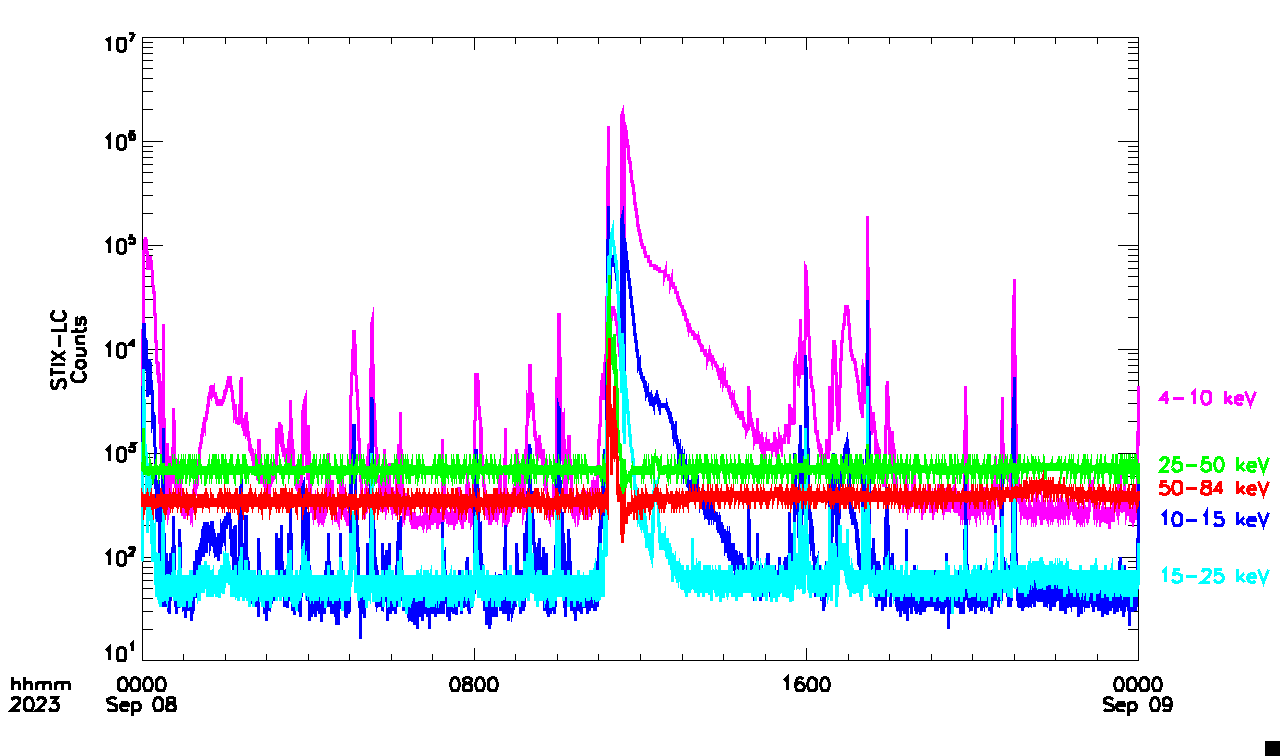 10⁷
10⁶
10⁵
10⁴
10³
10²
10¹
STIX-LC
Counts
4-10 keV
25-50 keV
50-84 keV
10-15 keV
15-25 keV
hhmm 0000 0800 1600 0000
2023 Sep 08 Sep 09